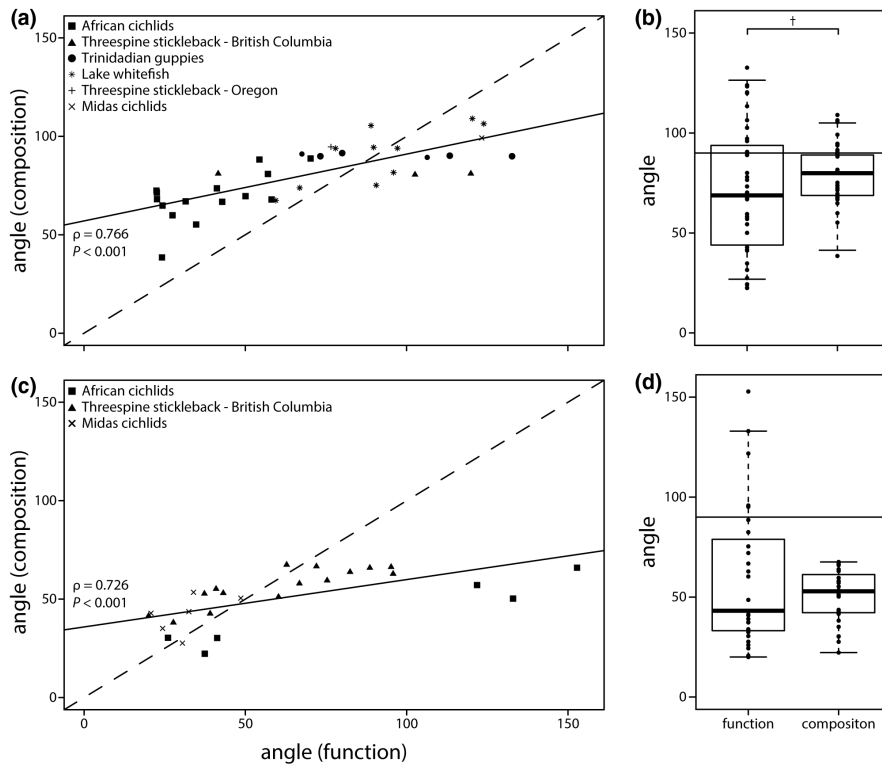 (a)
African cichlids
Threespine stickleback - British Columbia
Trinidadian guppies
Lake whitefish
Threespine stickleback - Oregon
Midas cichlids
150
100
50
0
angle (composition)
ρ = 0.766
P < 0.001
(b)
†
150
100
50
0
angle
(c)
African cichlids
Threespine stickleback - British Columbia
Midas cichlids
150
100
50
0
angle (composition)
ρ = 0.726
P < 0.001
0
50
100
150
angle (function)
(d)
150
100
50
0
angle
function
compositon